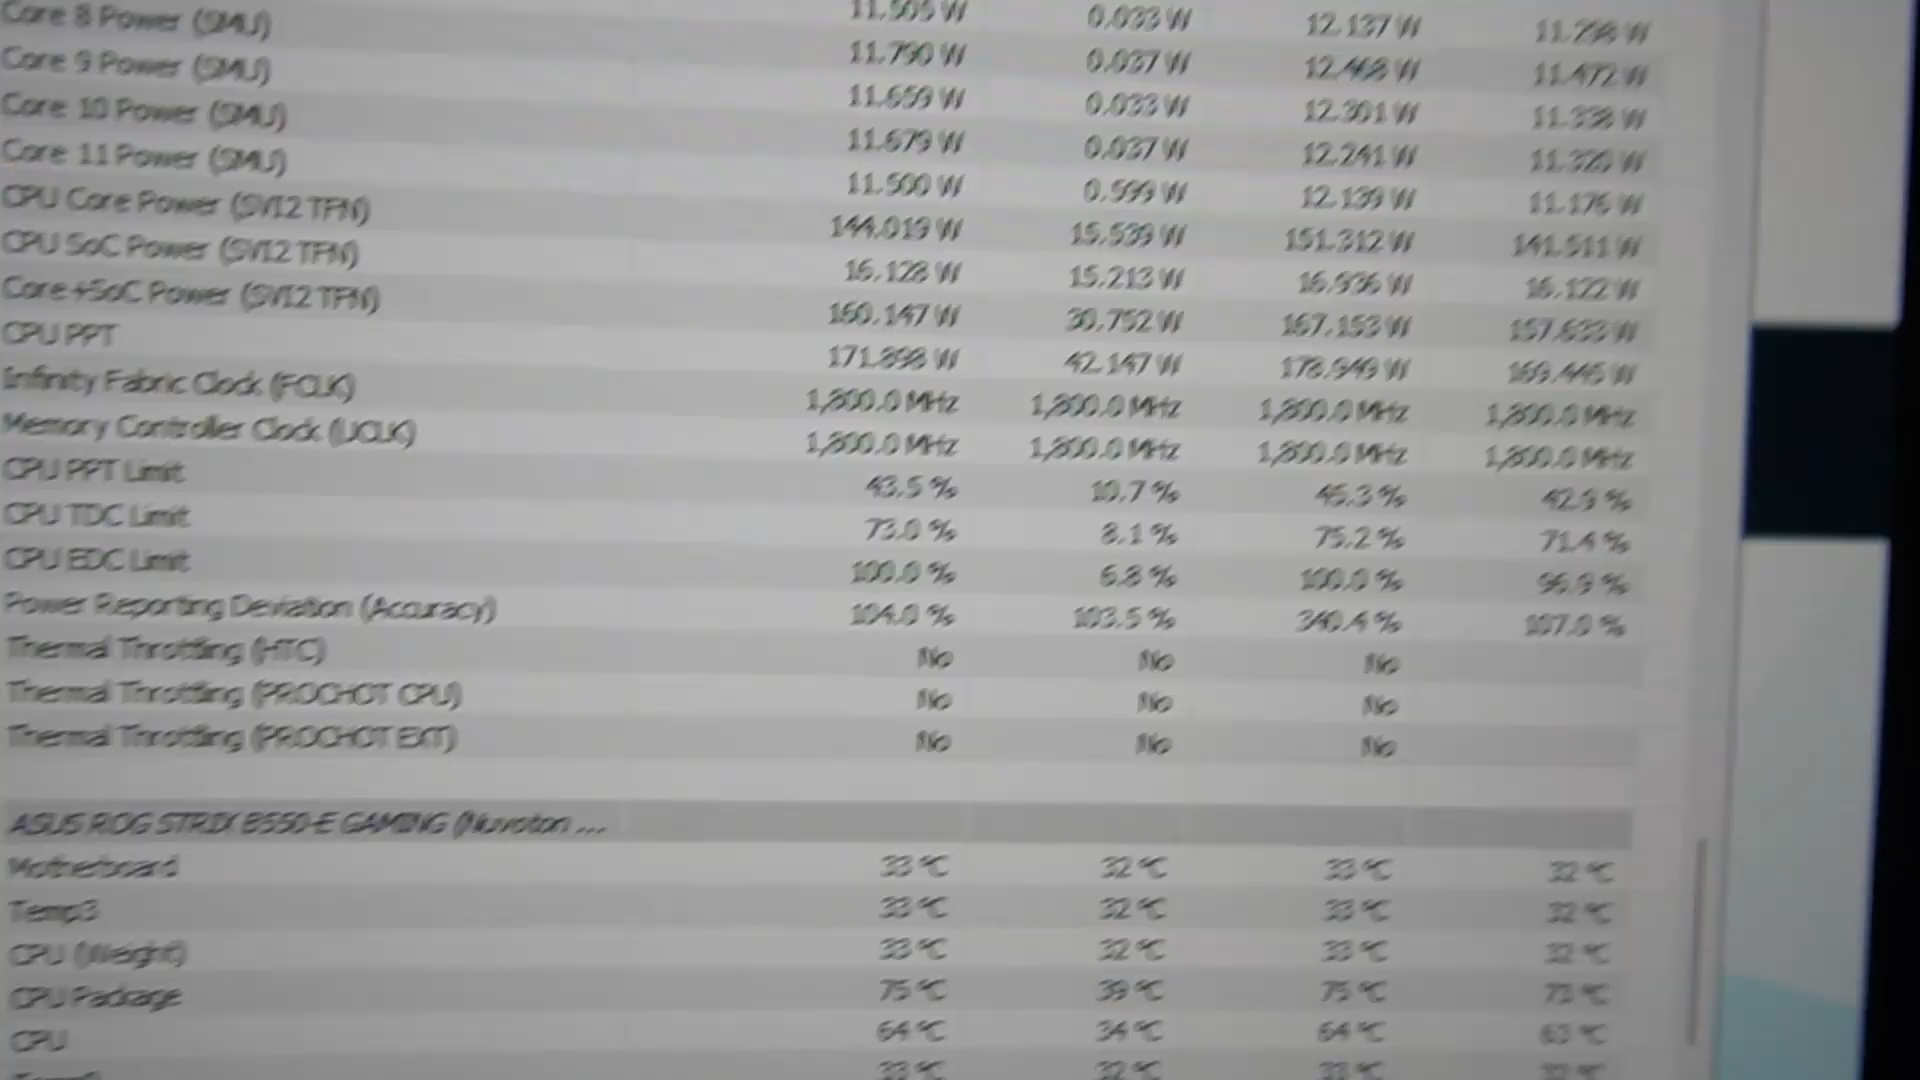 11.505 W 0.033 W 12.137 W 11.298 W
Core 8 Power (SMU) 11.790 W 0.037 W 12.468 W 11.472 W
Core 9 Power (SMU) 11.659 W 0.033 W 12.301 W 11.338 W
Core 10 Power (SMU) 11.679 W 0.037 W 12.241 W 11.320 W
Core 11 Power (SMU) 11.500 W 0.599 W 12.139 W 11.175 W
CPU Core Power (SVI2 TFN) 144.019 W 15.539 W 151.312 W 141.511 W
CPU SoC Power (SVI2 TFN) 16.128 W 15.213 W 16.936 W 16.122 W
Core+SoC Power (SVI2 TFN) 160.147 W 30.752 W 167.153 W 157.633 W
CPU PPT 171.898 W 42.147 W 178.949 W 169.445 W
Infinity Fabric Clock (FCLK) 1,800.0 MHz 1,800.0 MHz 1,800.0 MHz 1,800.0 MHz
Memory Controller Clock (UCLK) 1,800.0 MHz 1,800.0 MHz 1,800.0 MHz 1,800.0 MHz
CPU PPT Limit 43.5 % 10.7 % 45.3 % 42.9 %
CPU TDC Limit 73.0 % 8.1 % 75.2 % 71.4 %
CPU EDC Limit 100.0 % 6.8 % 100.0 % 96.9 %
Power Reporting Deviation (Accuracy) 104.0 % 103.5 % 340.4 % 107.0 %
Thermal Throttling (HTC) No No No
Thermal Throttling (PROCHOT CPU) No No No
Thermal Throttling (PROCHOT EXT) No No No
ASUS ROG STRIX B550-E GAMING (Nuvoton ...
Motherboard 33 °C 32 °C 33 °C 32 °C
Temp3 33 °C 32 °C 33 °C 32 °C
CPU (Weight) 33 °C 32 °C 33 °C 32 °C
CPU Package 75 °C 39 °C 75 °C 73 °C
CPU 64 °C 34 °C 64 °C 63 °C
33 °C 32 °C 33 °C 32 °C